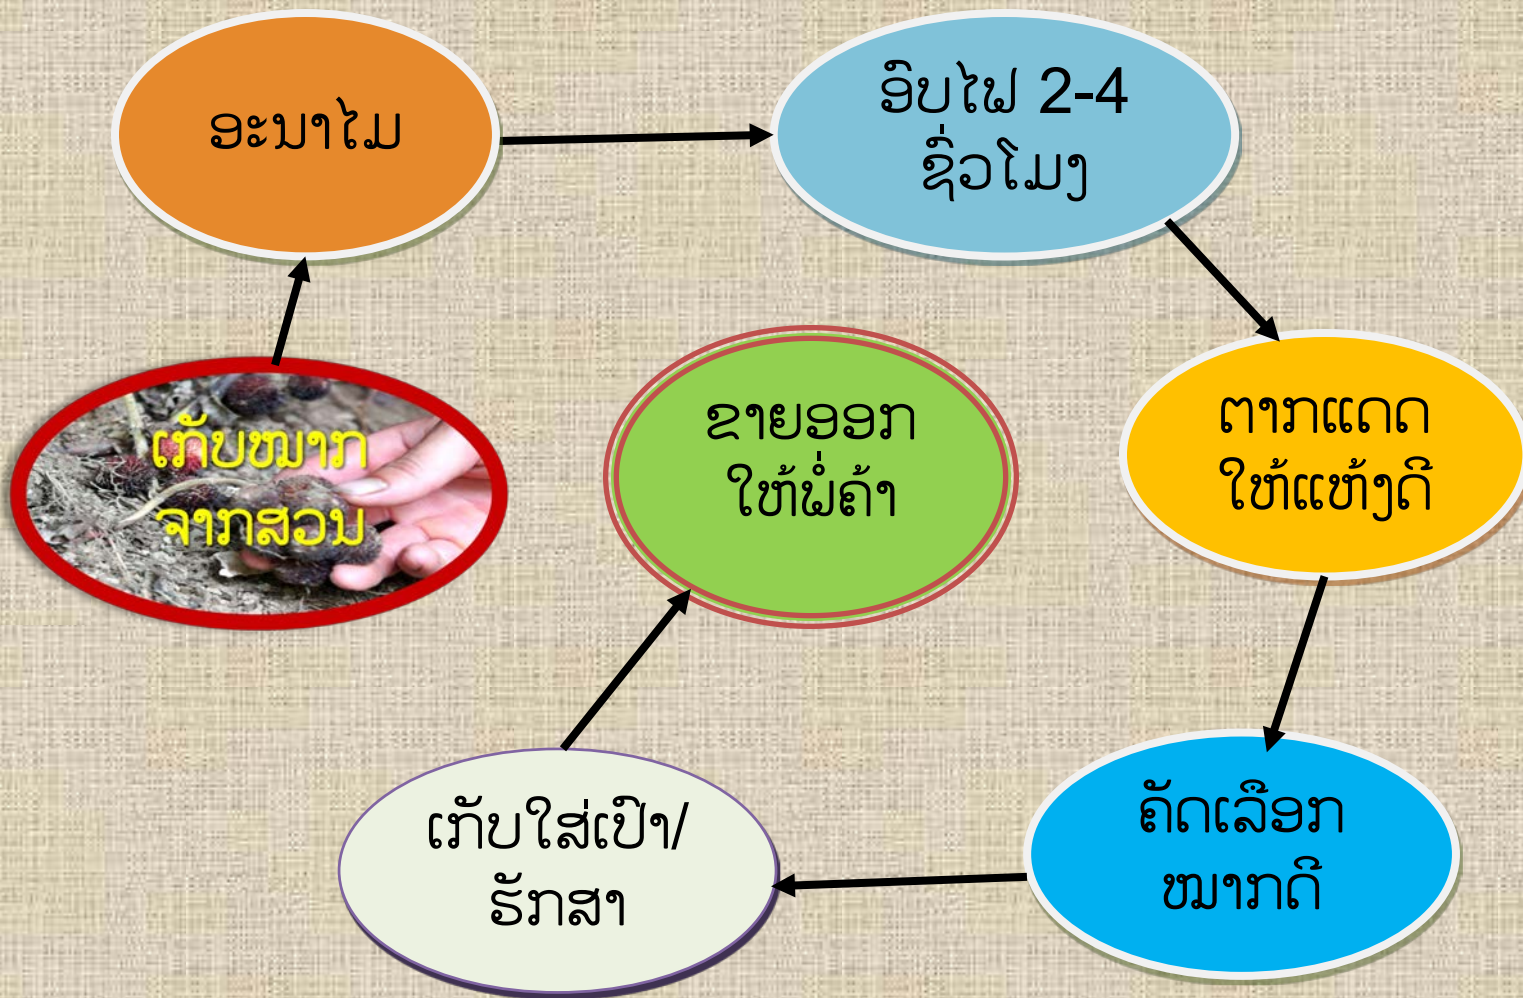 ອະນາໄມ
ອົບໄຟ 2-4
ຊົ່ວໂມງ
ເກັບໝາກ
ຈາກສວນ
ຂາຍອອກ
ໃຫ້ພໍ່ຄ້າ
ຕາກແດດ
ໃຫ້ແຫ້ງດີ
ເກັບໃສ່ເປົາ/
ຮັກສາ
ຄັດເລືອກ
ໝາກດີ